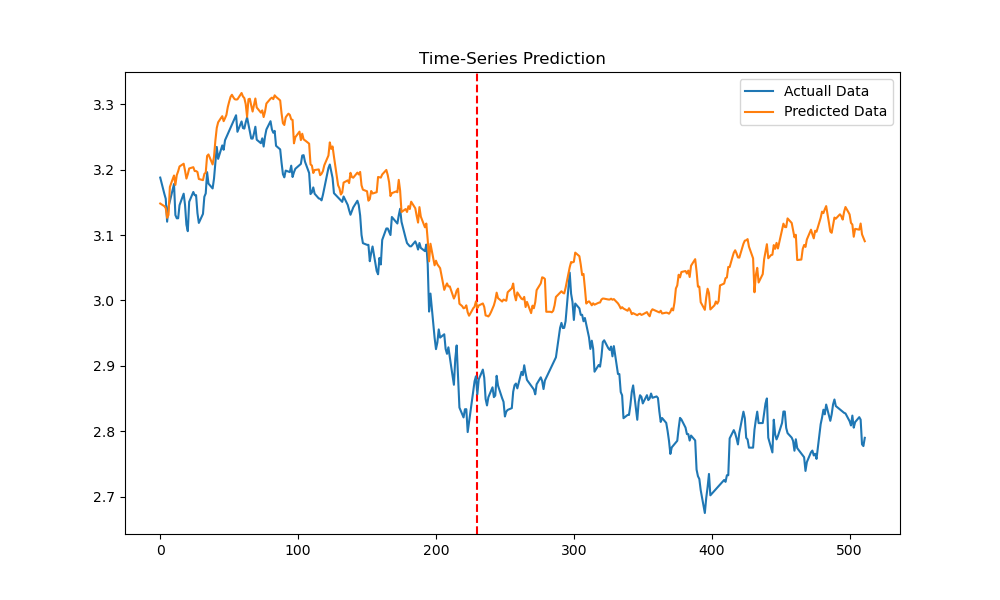 Time-Series Prediction
Actuall Data
Predicted Data
3.3
3.2
3.1
3.0
2.9
2.8
2.7
0 100 200 300 400 500